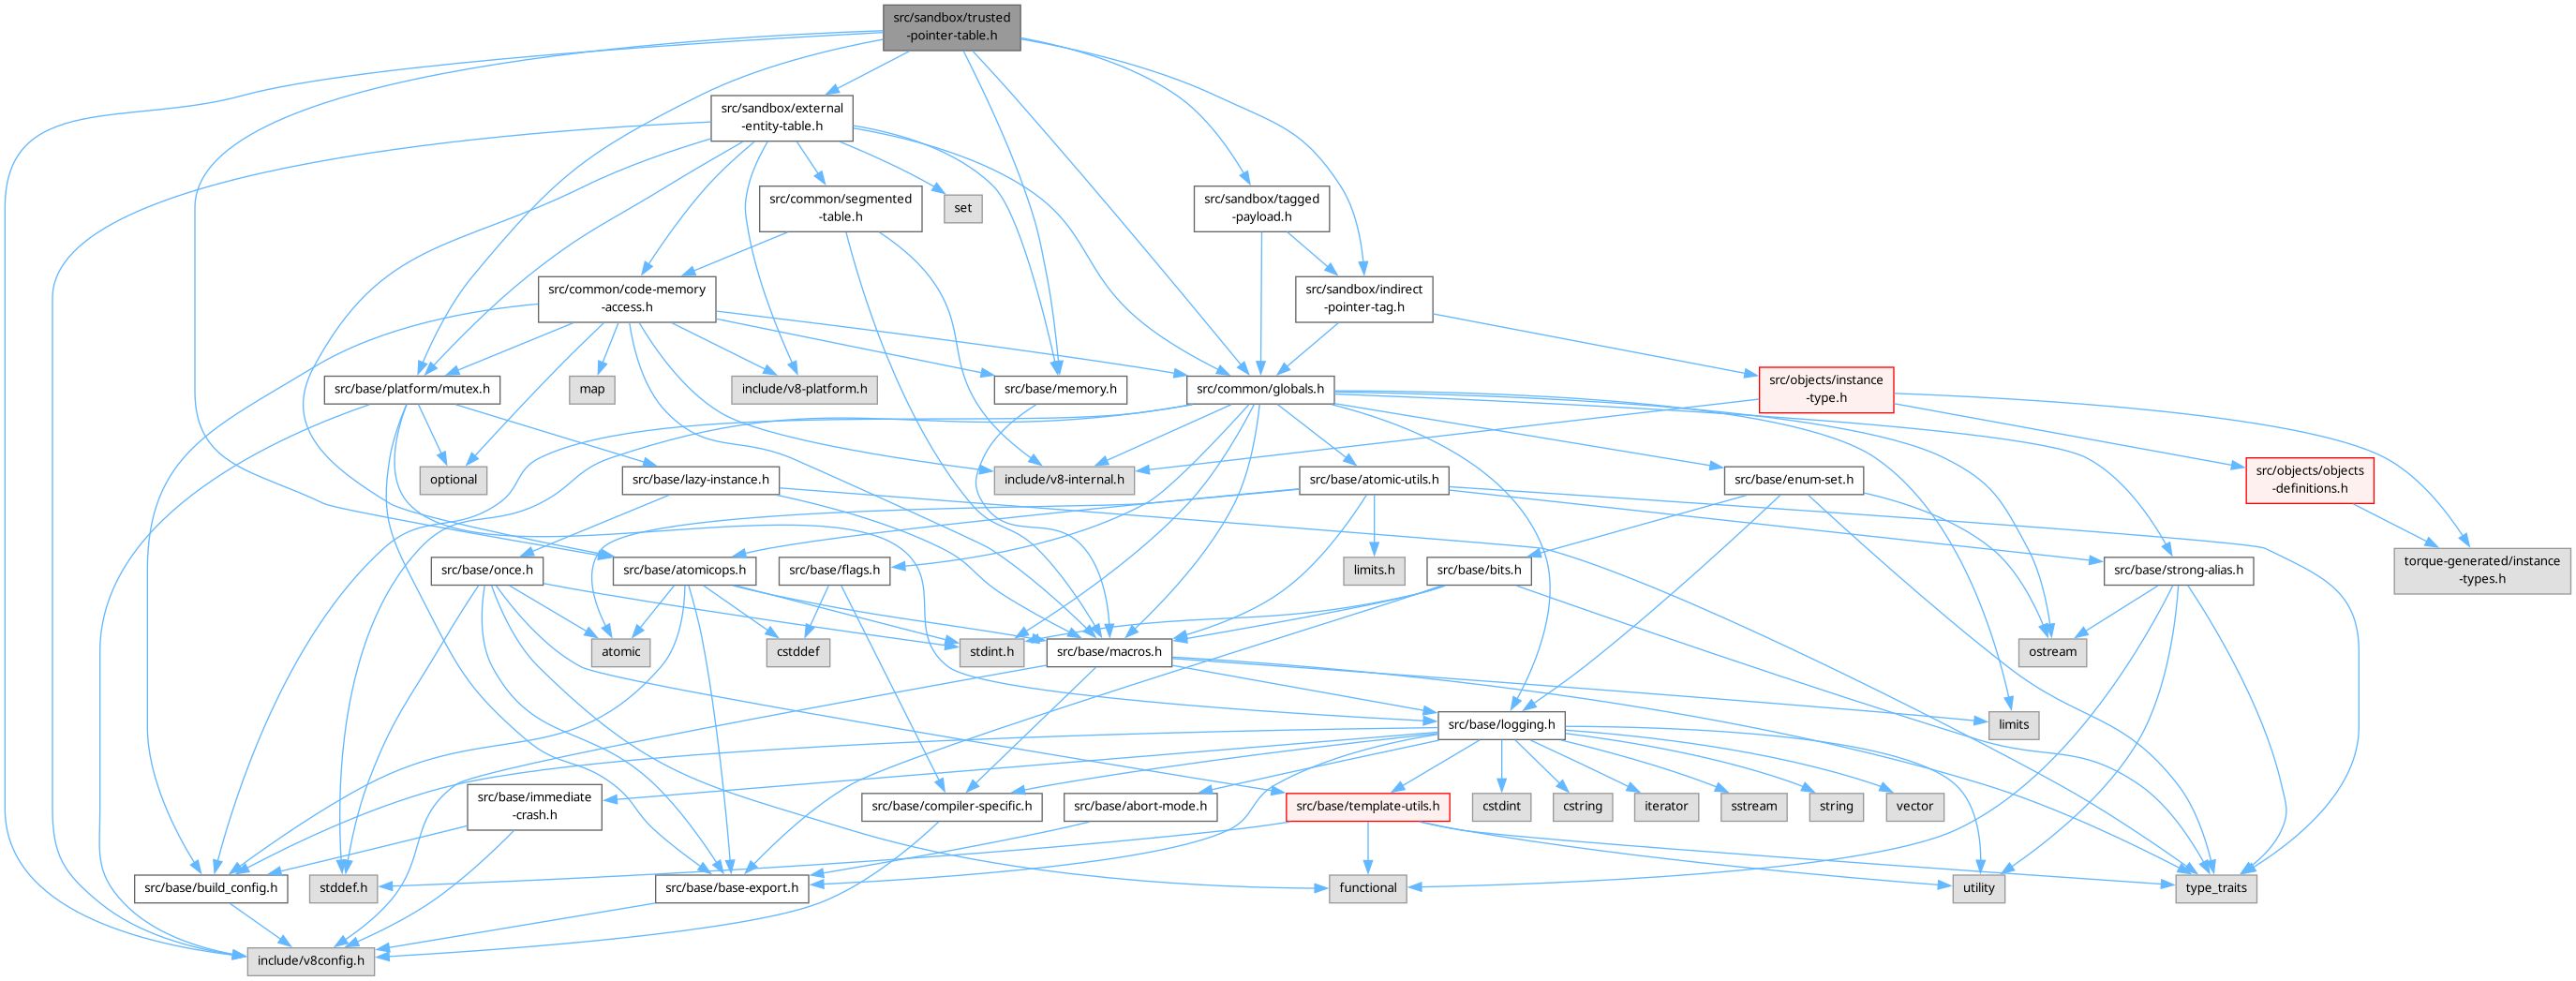 src/sandbox/trusted
-pointer-table.h
src/sandbox/external
-entity-table.h
src/common/segmented
-table.h
set
src/sandbox/tagged
-payload.h
src/common/code-memory
-access.h
src/sandbox/indirect
-pointer-tag.h
src/base/platform/mutex.h
map
include/v8-platform.h
src/base/memory.h
src/common/globals.h
src/objects/instance
-type.h
optional
src/base/lazy-instance.h
include/v8-internal.h
src/base/atomic-utils.h
src/base/enum-set.h
src/objects/objects
-definitions.h
src/base/once.h
src/base/atomicops.h
src/base/flags.h
limits.h
src/base/bits.h
src/base/strong-alias.h
torque-generated/instance
-types.h
atomic
cstddef
stdint.h
src/base/macros.h
ostream
src/base/logging.h
limits
src/base/immediate
-crash.h
src/base/compiler-specific.h
src/base/abort-mode.h
src/base/template-utils.h
cstdint
cstring
iterator
sstream
string
vector
src/base/build_config.h
stddef.h
src/base/base-export.h
functional
utility
type_traits
include/v8config.h